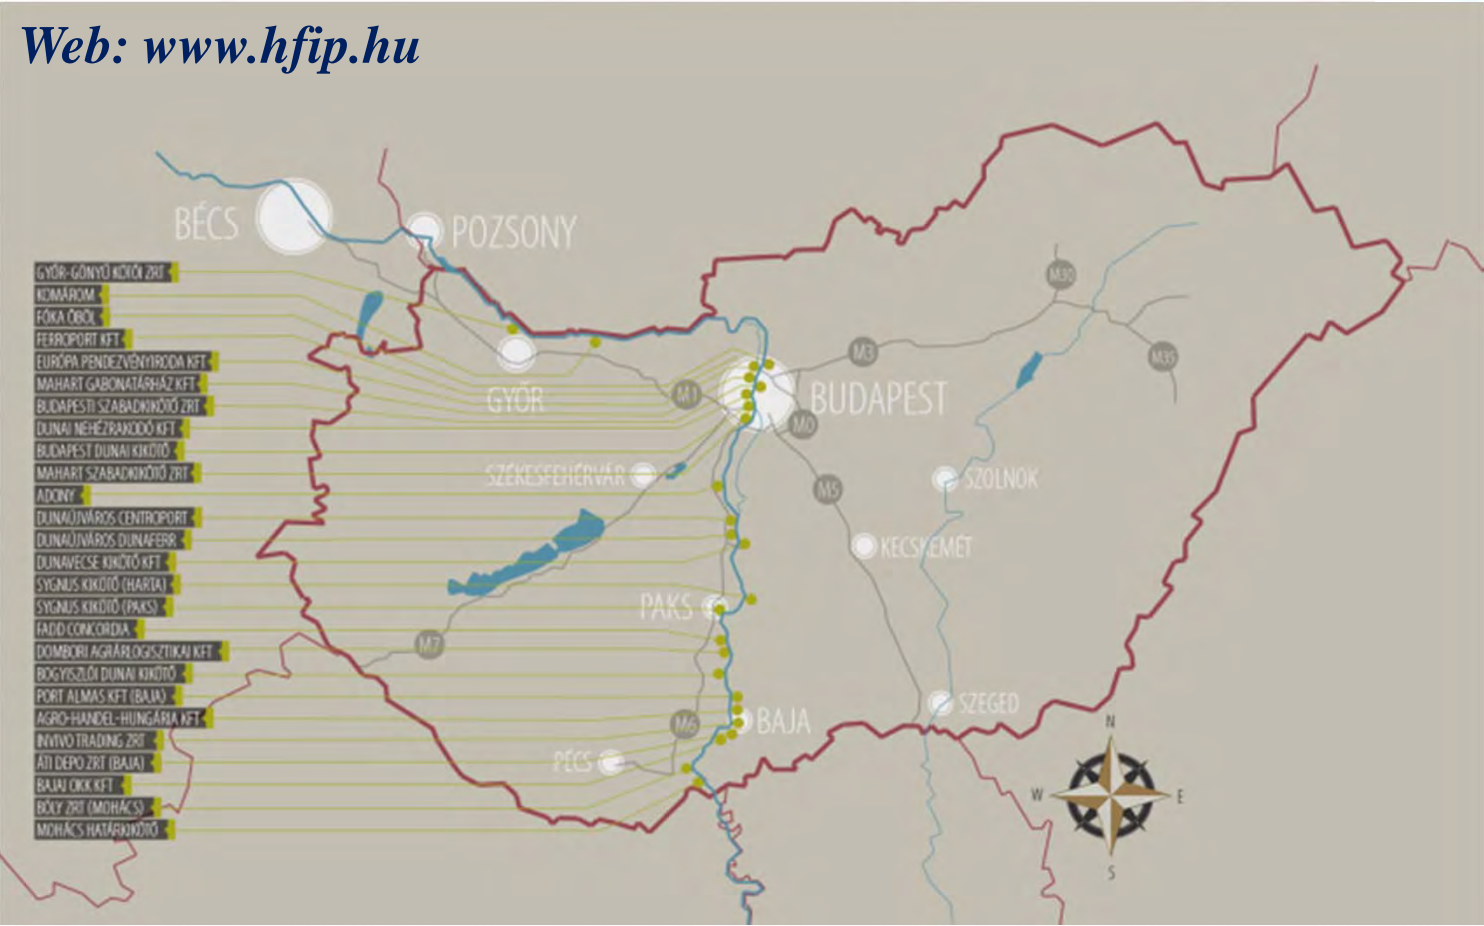 Web: www.hfip.hu
BÉCS
POZSONY
GYŐR-GÖNYŰ KÖTŐI ZRT
KOMÁROM
FÓKA ÖBÖL
FERROPORT KFT
EURÓPA RENDEZVÉNYIRODA KFT
MAHART GABONATÁRHÁZ KFT
BUDAPESTI SZABADKIKÖTŐ ZRT
DUNAI NEHÉZRAKODÓ KFT
BUDAPEST DUNAI KIKÖTŐ
MAHART SZABADKIKÖTŐ ZRT
ADONY
DUNAÚJVÁROS CENTROPORT
DUNAÚJVÁROS DUNAFERR
DUNAVECSE KIKÖTŐ KFT
SYGNUS KIKÖTŐ (HARTA)
SYGNUS KIKÖTŐ (PAKS)
FADD CONCORDIA
DOMBORI AGRÁRLOGISZTIKAI KFT
BOGYISZLÓI DUNAI KIKÖTŐ
PORT ALMAS KFT (BAJA)
AGRO-HANDEL-HUNGÁRIA KFT
INVIVO TRADING ZRT
ÁTI DEPO ZRT (BAJA)
BAJAI OKK KFT
BÓLY ZRT (MOHÁCS)
MOHÁCS HATÁRKIKÖTŐ
M30
M3
M35
GYŐR
M1
BUDAPEST
M0
SZÉKESFEHÉRVÁR
M5
SZOLNOK
KECSKEMÉT
PAKS
M7
SZEGED
M6
BAJA
PÉCS
N
W
E
S